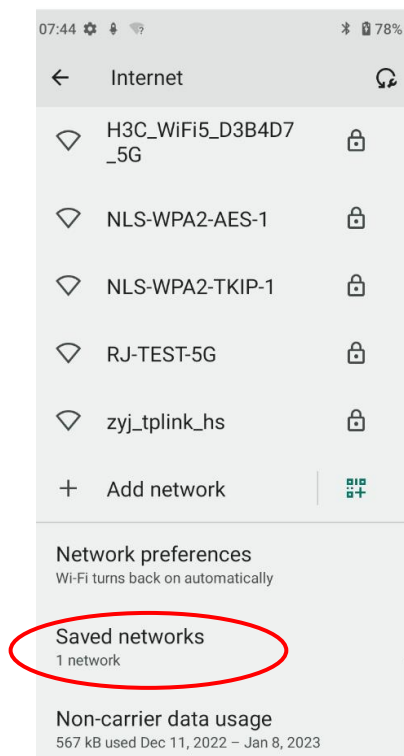 07:44 78%
Internet
H3C_WiFi5_D3B4D7
_5G
NLS-WPA2-AES-1
NLS-WPA2-TKIP-1
RJ-TEST-5G
zyj_tplink_hs
Add network
Network preferences
Wi-Fi turns back on automatically
Saved networks
1 network
Non-carrier data usage
567 kB used Dec 11, 2022 – Jan 8, 2023